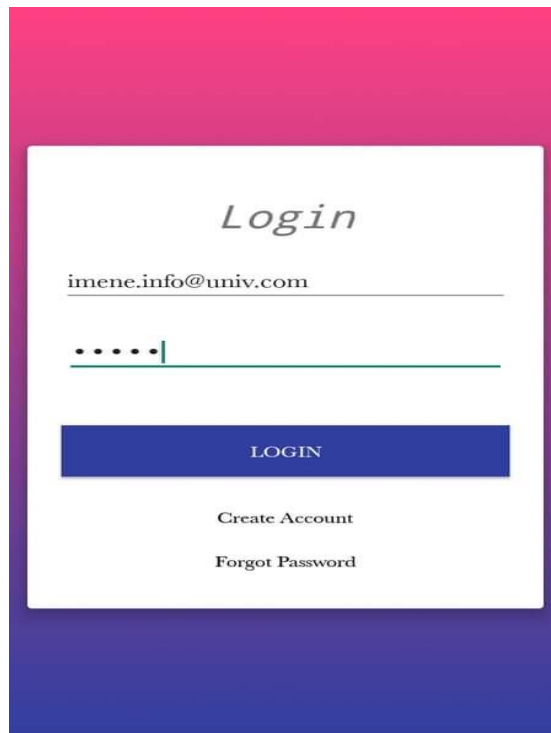 Login
imene.info@univ.com
•••••
LOGIN
Create Account
Forgot Password